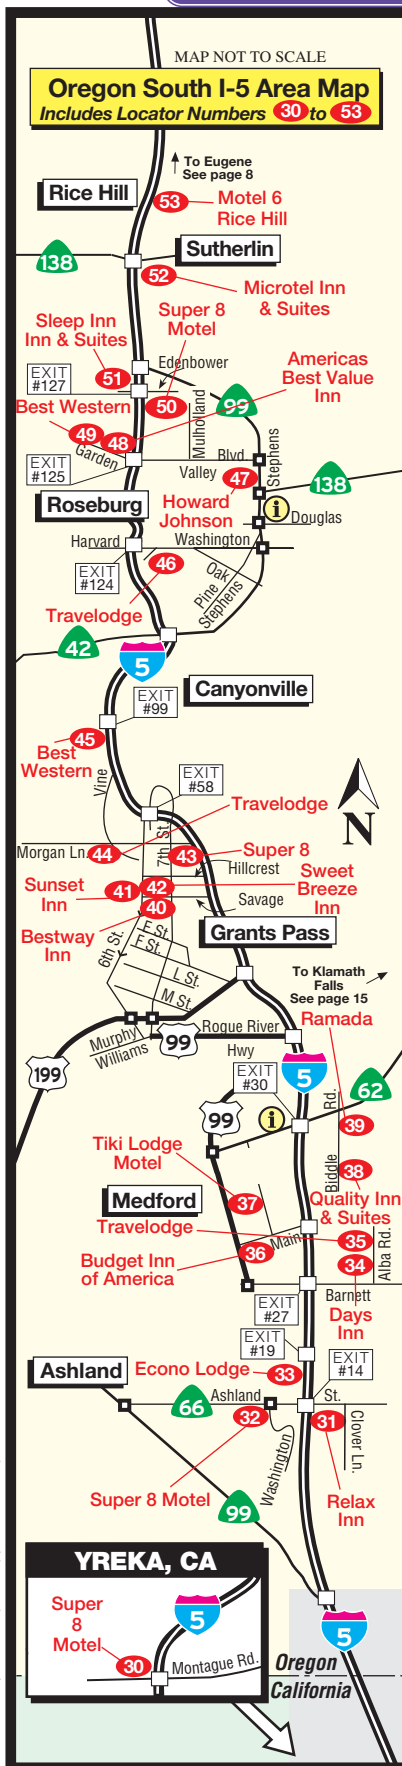 MAP NOT TO SCALE
Oregon South I-5 Area Map
Includes Locator Numbers 30 to 53
To Eugene
See page 8
Rice Hill
53
Motel 6
Rice Hill
Sutherlin
138
52
Microtel Inn
& Suites
Super 8
Motel
Sleep Inn
Inn & Suites
Edenbower
Americas
Best Value
Inn
EXIT
#127
51
50
99
Best Western
49
48
Mulholland
Garden
Stephens
Blvd.
Valley
EXIT
#125
47
138
Roseburg
Howard
Johnson
i
Douglas
Harvard
Washington
46
EXIT
#124
Oak
Pine
Stephens
Travelodge
42
5
EXIT
#99
Canyonville
45
Best
Western
Vine
EXIT
#58
Travelodge
N
7th St.
Morgan Ln.
44
43
Super 8
Hillcrest
Sunset
Inn
41
42
Sweet
Breeze
Inn
40
Savage
Bestway
Inn
6th St.
E St.
F St.
Grants Pass
L St.
M St.
To Klamath
Falls
See page 15
Ramada
Rogue River
Hwy
Murphy
Williams
99
199
5
EXIT
#30
62
99
i
Rd.
39
Tiki Lodge
Motel
38
Biddle
Medford
37
Quality Inn
& Suites
Travelodge
35
Main
36
Alba Rd.
34
Budget Inn
of America
Barnett
EXIT
#27
Days
Inn
EXIT
#19
EXIT
#14
Ashland
Econo Lodge
33
Ashland
St.
66
32
31
Clover Ln.
Washington
Super 8 Motel
Relax
Inn
99
YREKA, CA
Super
8
Motel
5
30
Montague Rd.
5
Oregon
California